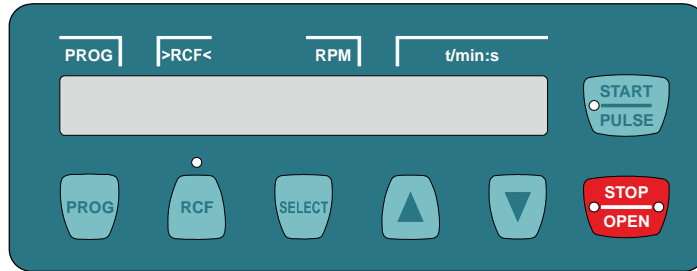 PROG >RCF< RPM t/min:s
START
PULSE
PROG RCF SELECT
STOP
OPEN